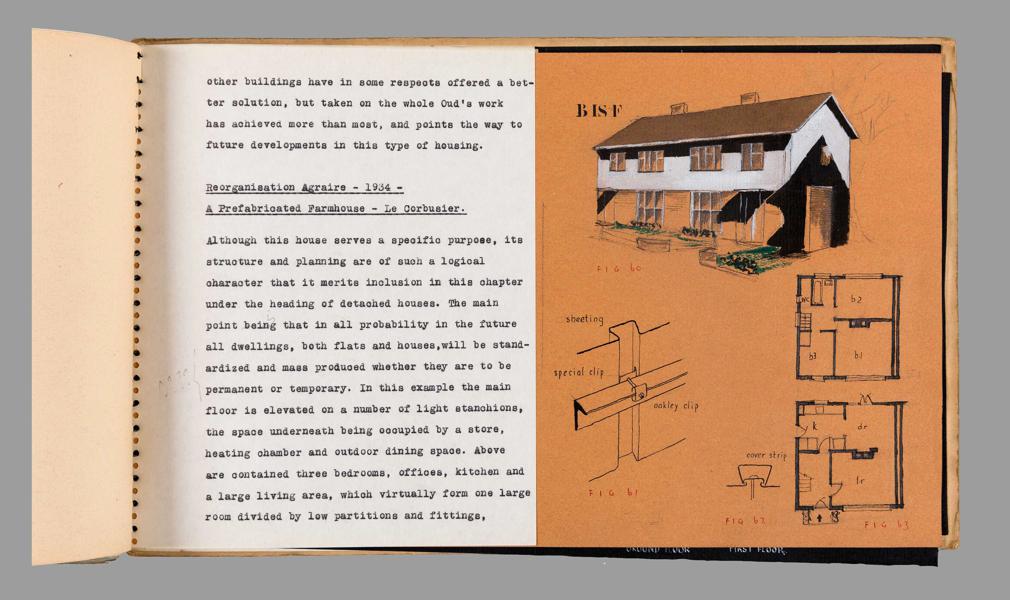 other buildings have in some respects offered a bet-
ter solution, but taken on the whole Oud's work
has achieved more than most, and points the way to
future developments in this type of housing.
Reorganisation Agraire - 1934 -
A Prefabricated Farmhouse - Le Corbusier.
Although this house serves a specific purpose, its
structure and planning are of such a logical
character that it merits inclusion in this chapter
under the heading of detached houses. The main
point being that in all probability in the future
all dwellings, both flats and houses,will be stand-
ardized and mass produced whether they are to be
permanent or temporary. In this example the main
floor is elevated on a number of light stanchions,
the space underneath being occupied by a store,
heating chamber and outdoor dining space. Above
are contained three bedrooms, offices, kitchen and
a large living area, which virtually form one large
room divided by low partitions and fittings,
BISF
FIG 60
sheeting
special clip
oakley clip
FIG 61
cover strip
FIG 62
wc
b2
b3
b1
k
dr
lr
FIG 63
GROUND FLOOR
FIRST FLOOR.